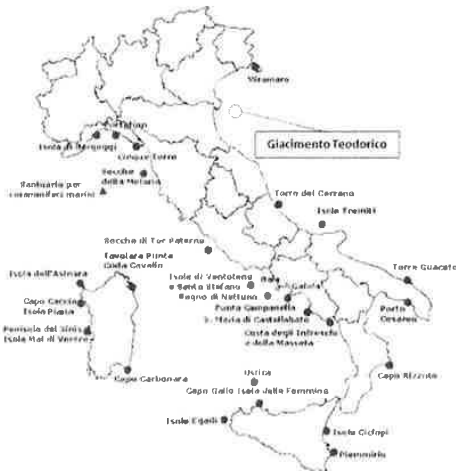 Miramare
Portofino
Isola di Bergeggi
Cinque Terre
Secche
della Meloria
Santuario per
i mammiferi marini
Giacimento Teodorico
Torre del Cerrano
Isole Tremiti
Secche di Tor Paterno
Tavolara Punta
Coda Cavallo
Isole di Ventotene
e Santo Stefano
Regno di Nettuno
Gaiola
Torre Guaceto
Isola dell'Asinara
Capo Caccia
Isola Piana
Punta Campanella
S. Maria di Castellabate
Porto
Cesareo
Penisola del Sinis
Isola Mal di Ventre
Costa degli Infreschi
e della Masseta
Capo Carbonara
Ustica
Capo Gallo Isola delle Femmine
Capo Rizzuto
Isole Egadi
Isole Ciclopi
Plemmirio